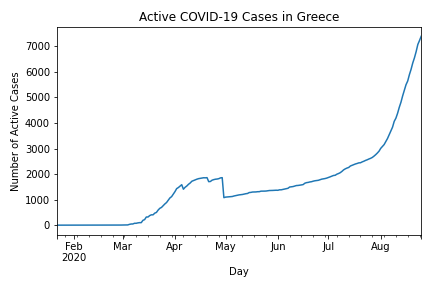 Active COVID-19 Cases in Greece
Number of Active Cases
7000
6000
5000
4000
3000
2000
1000
0
Feb Mar Apr May Jun Jul Aug
2020
Day